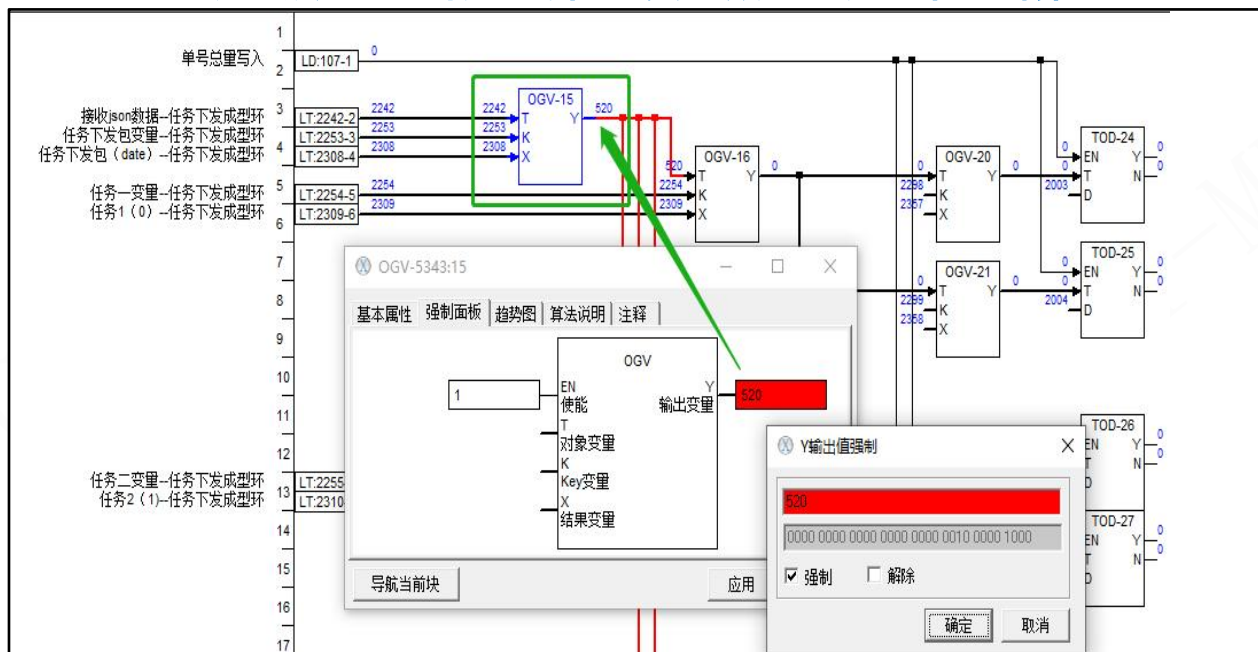 1
单号总里写入
2
LD:107-1
0
接收json数据--任务下发成型环
3
LT:2242-2
2242
2242
OGV-15
T
Y
520
任务下发包变量--任务下发成型环
LT:2253-3
2253
2253
K
任务下发包（date）--任务下发成型环
4
LT:2308-4
2308
2308
X
任务一变量--任务下发成型环
5
LT:2254-5
2254
任务1（0）--任务下发成型环
6
LT:2309-6
2309
OGV-16
520
T
Y
0
2254
K
2309
X
OGV-20
0
T
Y
0
2298
K
2357
X
TOD-24
EN
Y
0
0
T
N
0
2003
D
7
8
9
10
11
12
OGV-21
0
T
Y
0
2299
K
2358
X
TOD-25
0
EN
Y
0
0
T
N
0
2004
D
OGV-5343:15
基本属性
强制面板
趋势图
算法说明
注释
OGV
1
EN
使能
Y
输出变量
520
T
对象变量
K
Key变量
X
结果变量
导航当前块
应用
任务二变量--任务下发成型环
LT:2255
任务2（1)--任务下发成型环
13
LT:2310
14
15
16
17
TOD-26
EN
Y
0
T
N
0
D
TOD-27
EN
Y
0
T
N
0
D
Y输出值强制
520
0000 0000 0000 0000 0000 0010 0000 1000
强制
解除
确定
取消